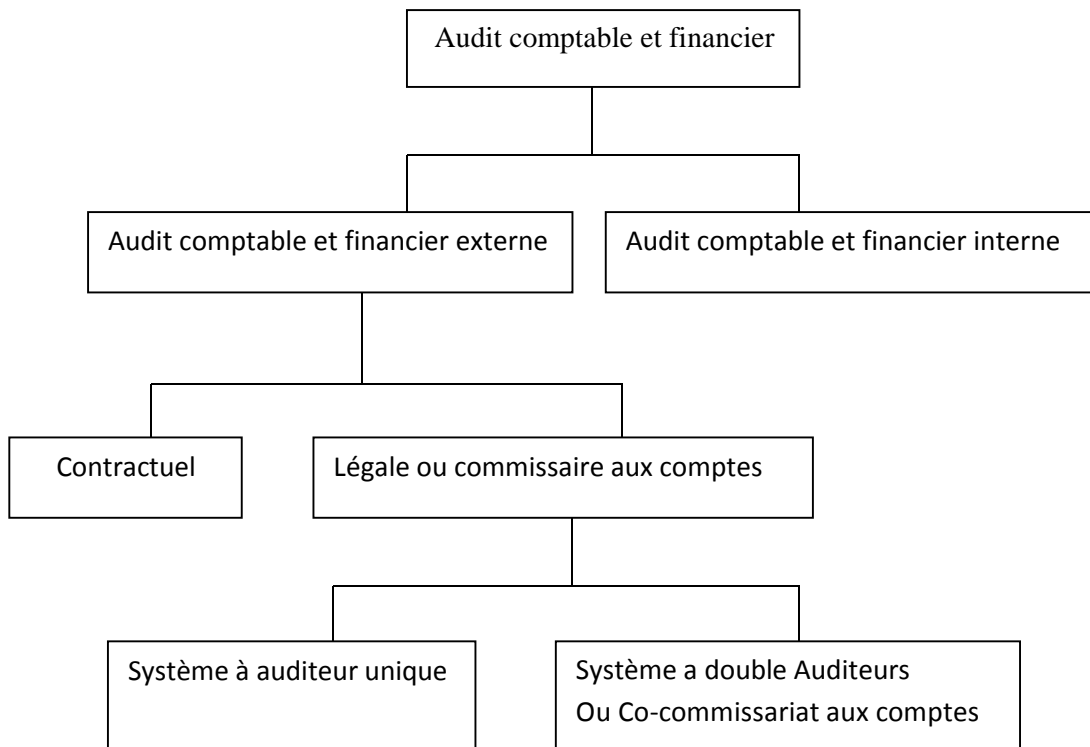 Audit comptable et financier
Audit comptable et financier externe
Audit comptable et financier interne
Contractuel
Légale ou commissaire aux comptes
Système à auditeur unique
Système a double Auditeurs
Ou Co-commissariat aux comptes